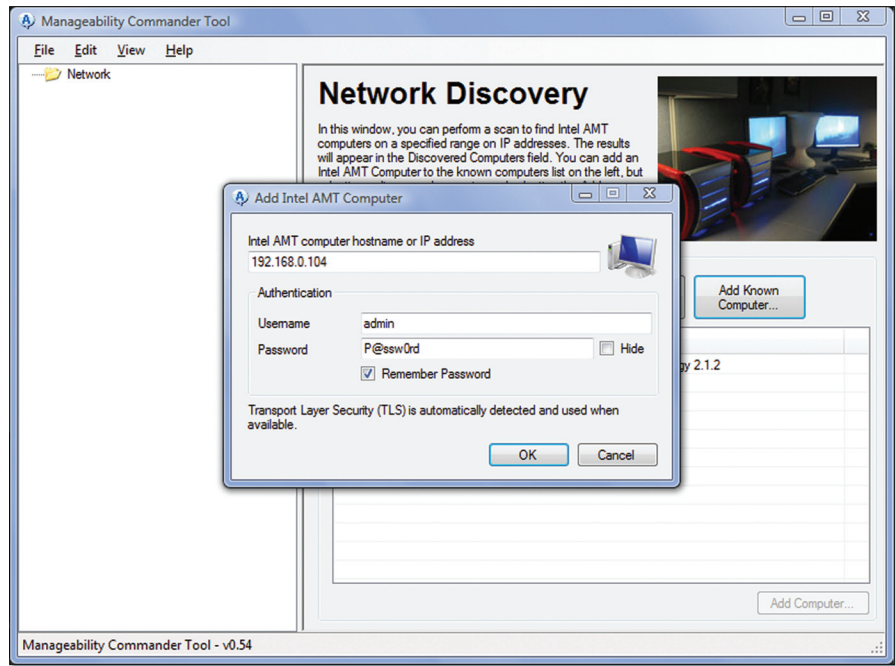 Manageability Commander Tool
File Edit View Help
Network
Network Discovery
In this window, you can perform a scan to find Intel AMT
computers on a specified range on IP addresses. The results
will appear in the Discovered Computers field. You can add an
Intel AMT Computer to the known computers list on the left, but
Add Intel AMT Computer
Intel AMT computer hostname or IP address
192.168.0.104
Authentication
Username admin
Password P@ssw0rd Hide
Remember Password
Transport Layer Security (TLS) is automatically detected and used when
available.
OK Cancel
Add Known
Computer...
2.1.2
Add Computer...
Manageability Commander Tool - v0.54